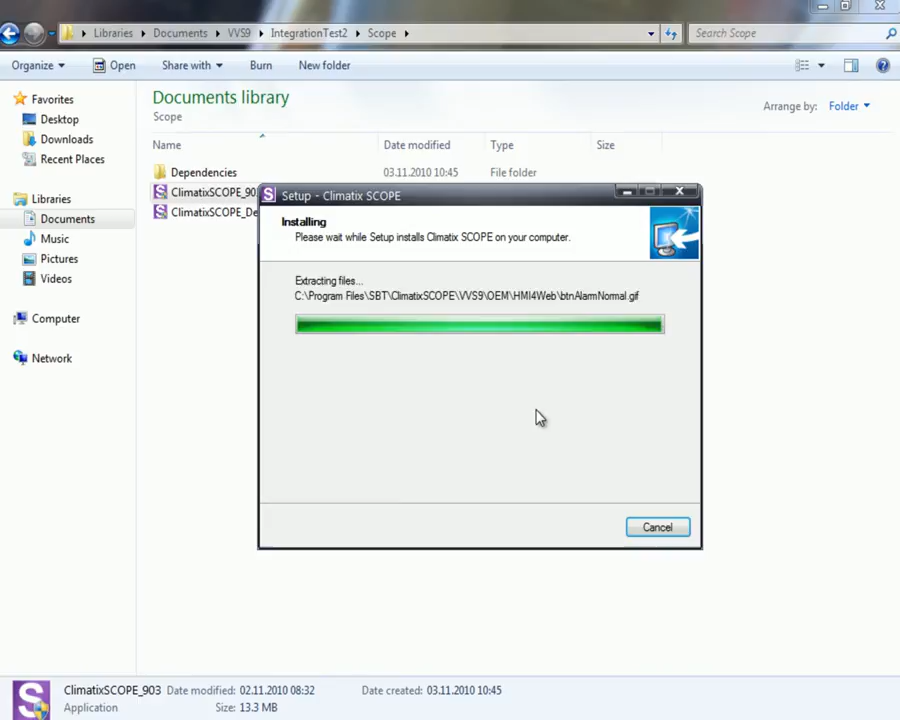 Libraries ▸ Documents ▸ VVS9 ▸ IntegrationTest2 ▸ Scope ▸
Search Scope
Organize Open Share with Burn New folder
Favorites
Desktop
Downloads
Recent Places
Libraries
Documents
Music
Pictures
Videos
Computer
Network
Documents library
Scope
Arrange by: Folder
Name Date modified Type Size
Dependencies 03.11.2010 10:45 File folder
ClimatixSCOPE_90
ClimatixSCOPE_De
Setup - Climatix SCOPE
Installing
Please wait while Setup installs Climatix SCOPE on your computer.
Extracting files...
C:\Program Files\SBT\ClimatixSCOPE\VVS9\OEM\HMI4Web\btnAlarmNormal.gif
Cancel
ClimatixSCOPE_903 Date modified: 02.11.2010 08:32 Date created: 03.11.2010 10:45
Application Size: 13.3 MB